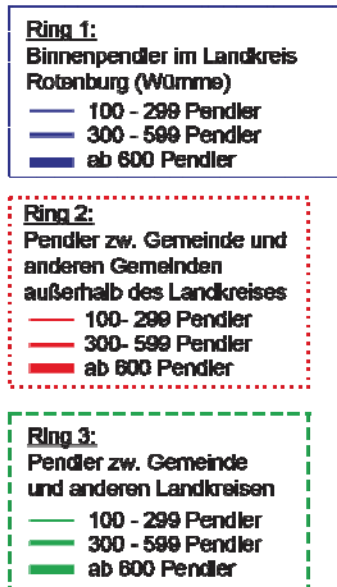 Ring 1:
Binnenpendler im Landkreis
Rotenburg (Wümme)
100 - 299 Pendler
300 - 599 Pendler
ab 600 Pendler
Ring 2:
Pendler zw. Gemeinde und
anderen Gemeinden
außerhalb des Landkreises
100- 299 Pendler
300- 599 Pendler
ab 600 Pendler
Ring 3:
Pendler zw. Gemeinde
und anderen Landkreisen
100 - 299 Pendler
300 - 599 Pendler
ab 600 Pendler